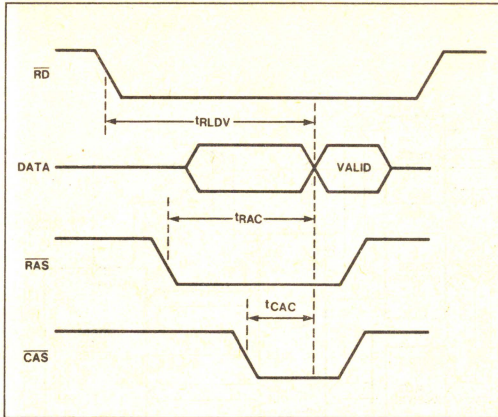 RD
tRLDV
DATA
VALID
tRAC
RAS
tCAC
CAS